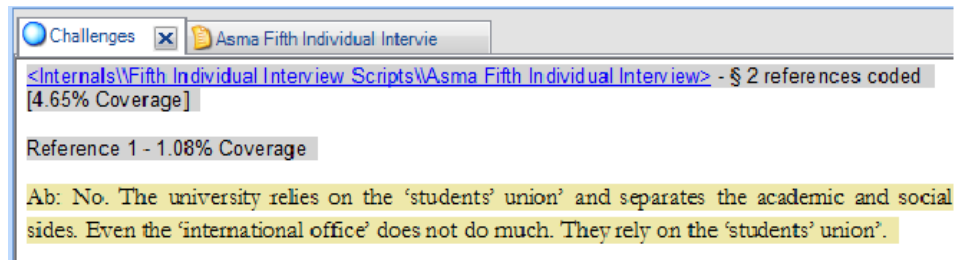 Challenges Asma Fifth Individual Intervie
<Internals\\Fifth Individual Interview Scripts\\Asma Fifth Individual Interview> - § 2 references coded
[4.65% Coverage]
Reference 1 - 1.08% Coverage
Ab: No. The university relies on the ‘students’ union’ and separates the academic and social
sides. Even the ‘international office’ does not do much. They rely on the ‘students’ union’.